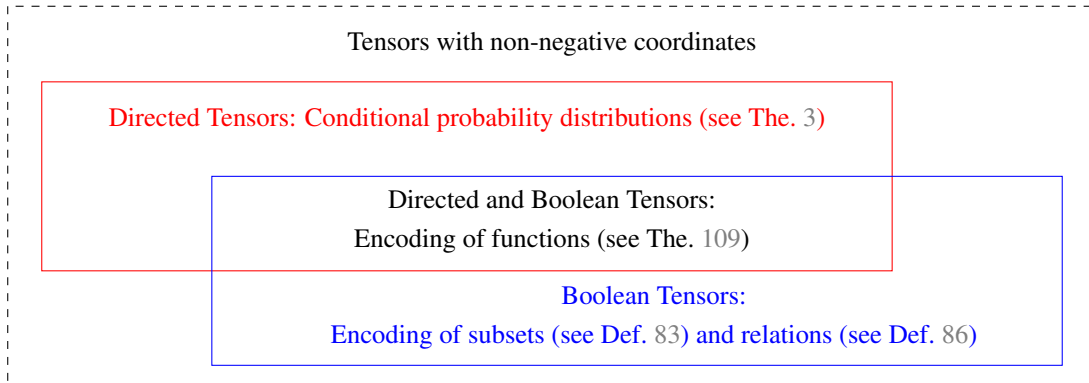 Tensors with non-negative coordinates
Directed Tensors: Conditional probability distributions (see The. 3)
Directed and Boolean Tensors:
Encoding of functions (see The. 109)
Boolean Tensors:
Encoding of subsets (see Def. 83) and relations (see Def. 86)